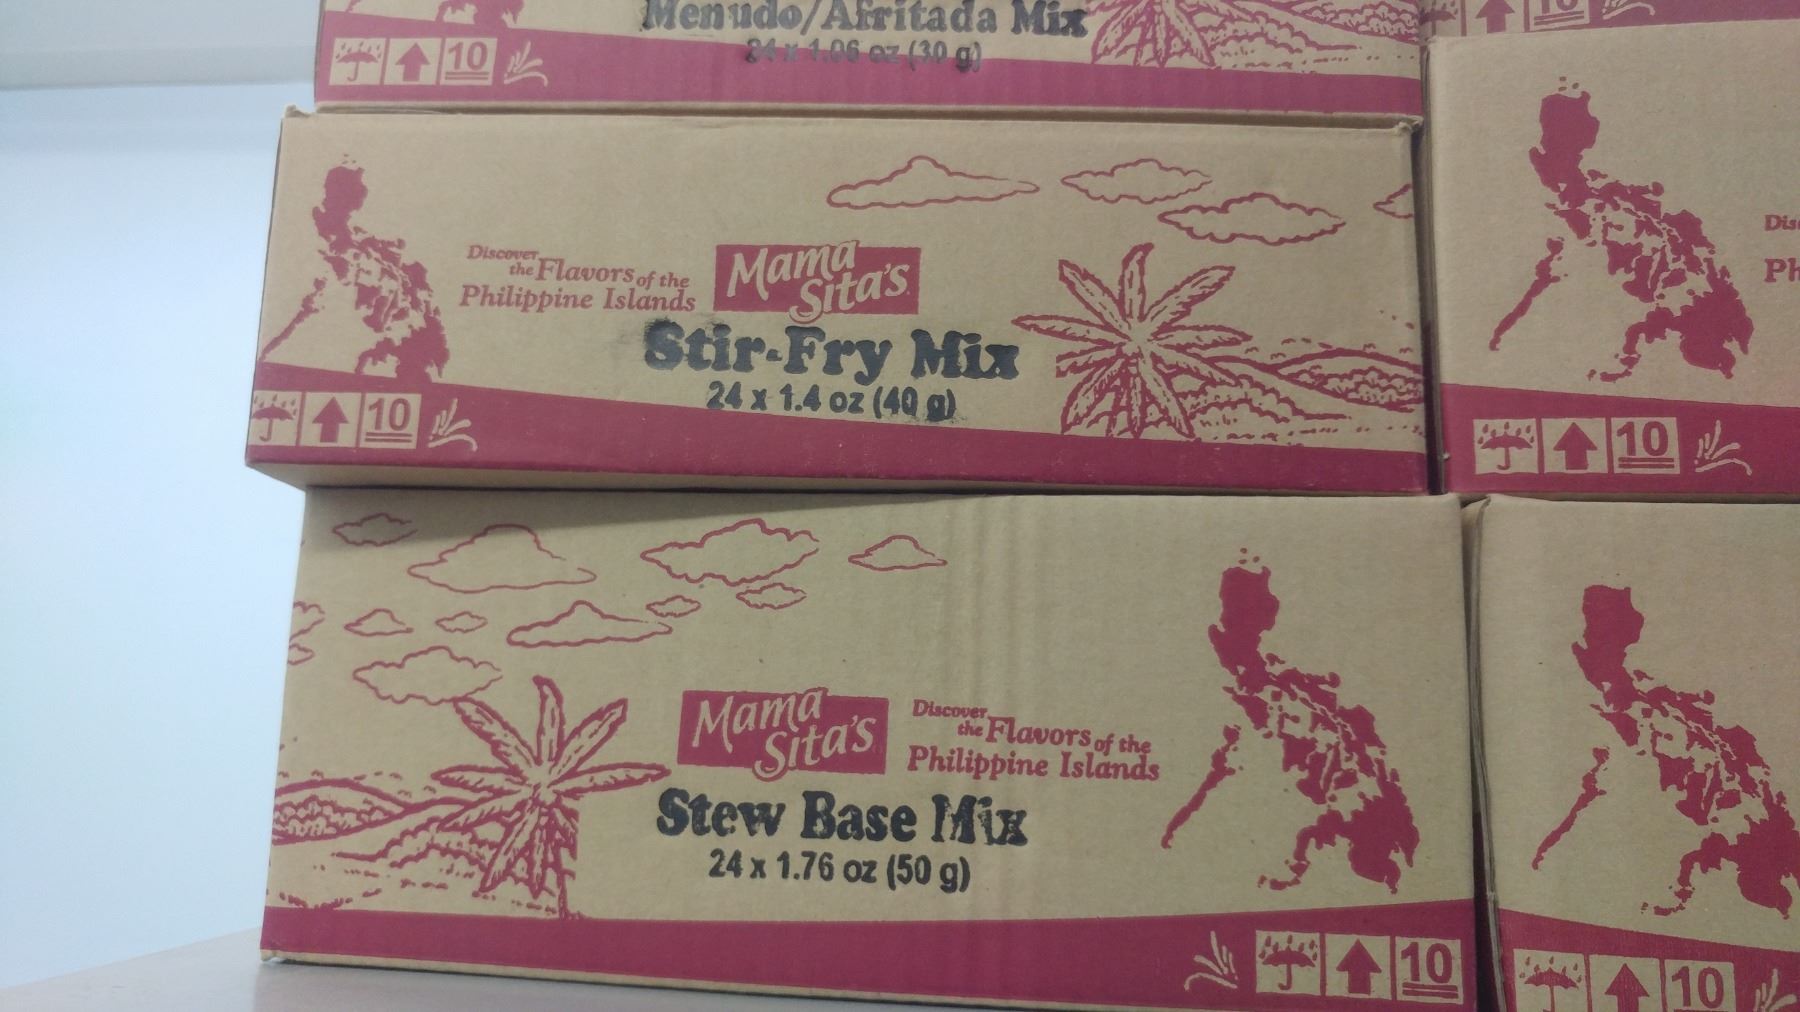 Menudo/Afritada Mix
24 x 1.06 oz (30 g)
10
10
Discover
the Flavors of the
Philippine Islands
Mama
Sita's
Stir-Fry Mix
24 x 1.4 oz (40 g)
10
10
Mama
Sita's
Discover
the Flavors of the
Philippine Islands
Stew Base Mix
24 x 1.76 oz (50 g)
10
10